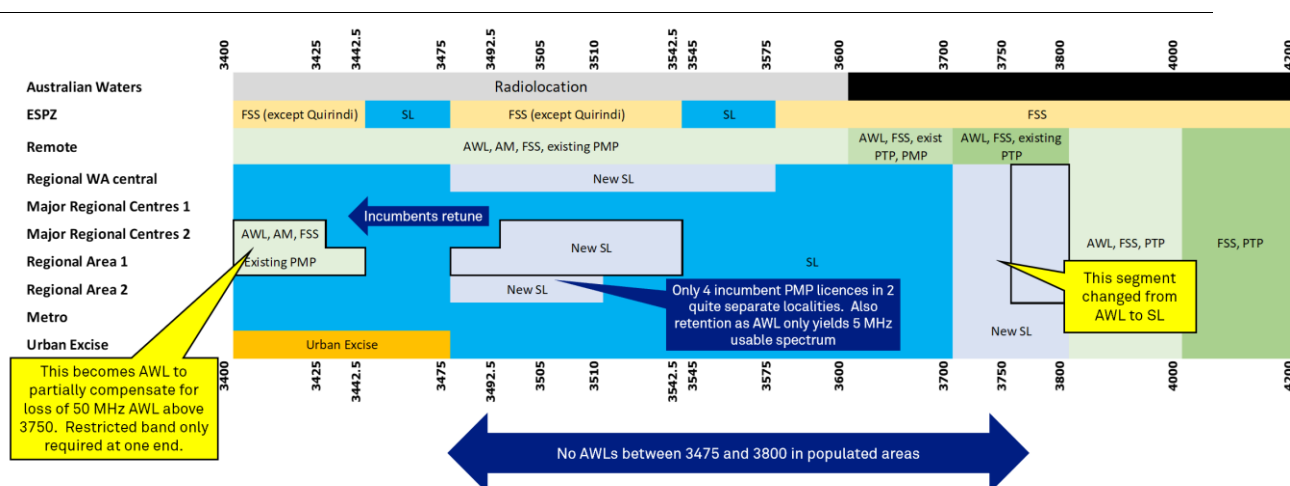 3400 3425 3442.5 3475 3492.5 3505 3510 3542.5 3545 3575 3600 3700 3750 3800 4000 4200
Australian Waters
Radiolocation
ESPZ
FSS (except Quirindi)
SL
FSS (except Quirindi)
SL
FSS
Remote
AWL, AM, FSS, existing PMP
AWL, FSS, exist
PTP, PMP
AWL, FSS, existing
PTP
Regional WA central
New SL
Major Regional Centres 1
Incumbents retune
Major Regional Centres 2
AWL, AM, FSS
New SL
AWL, FSS, PTP
FSS, PTP
Regional Area 1
Existing PMP
SL
This segment
changed from
AWL to SL
Regional Area 2
New SL
Only 4 incumbent PMP licences in 2
quite separate localities. Also
retention as AWL only yields 5 MHz
usable spectrum
Metro
New SL
Urban Excise
Urban Excise
3400 3425 3442.5 3475 3492.5 3505 3510 3542.5 3545 3575 3600 3700 3750 3800 4000 4200
This becomes AWL to
partially compensate for
loss of 50 MHz AWL above
3750. Restricted band only
required at one end.
No AWLs between 3475 and 3800 in populated areas